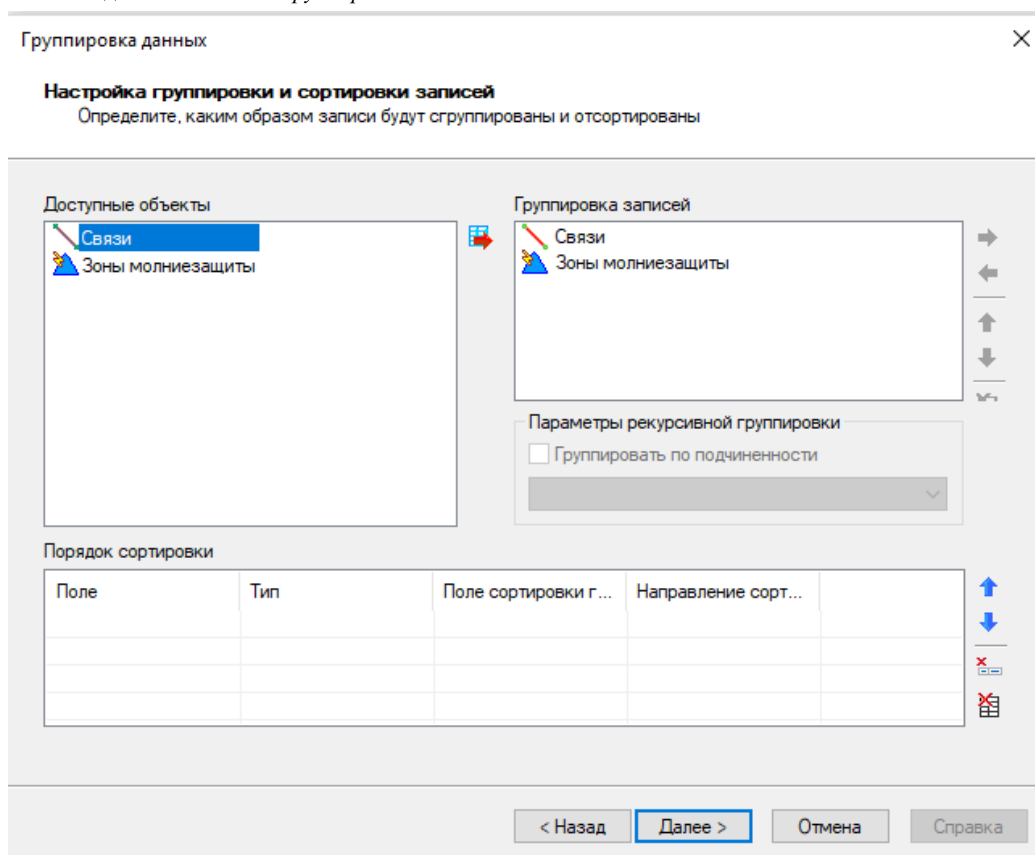 Группировка данных
Настройка группировки и сортировки записей
Определите, каким образом записи будут сгруппированы и отсортированы
Доступные объекты
Связи
Зоны молниезащиты
Группировка записей
Связи
Зоны молниезащиты
Параметры рекурсивной группировки
Группировать по подчиненности
Порядок сортировки
Поле Тип Поле сортировки г... Направление сорт...
< Назад Далее > Отмена Справка